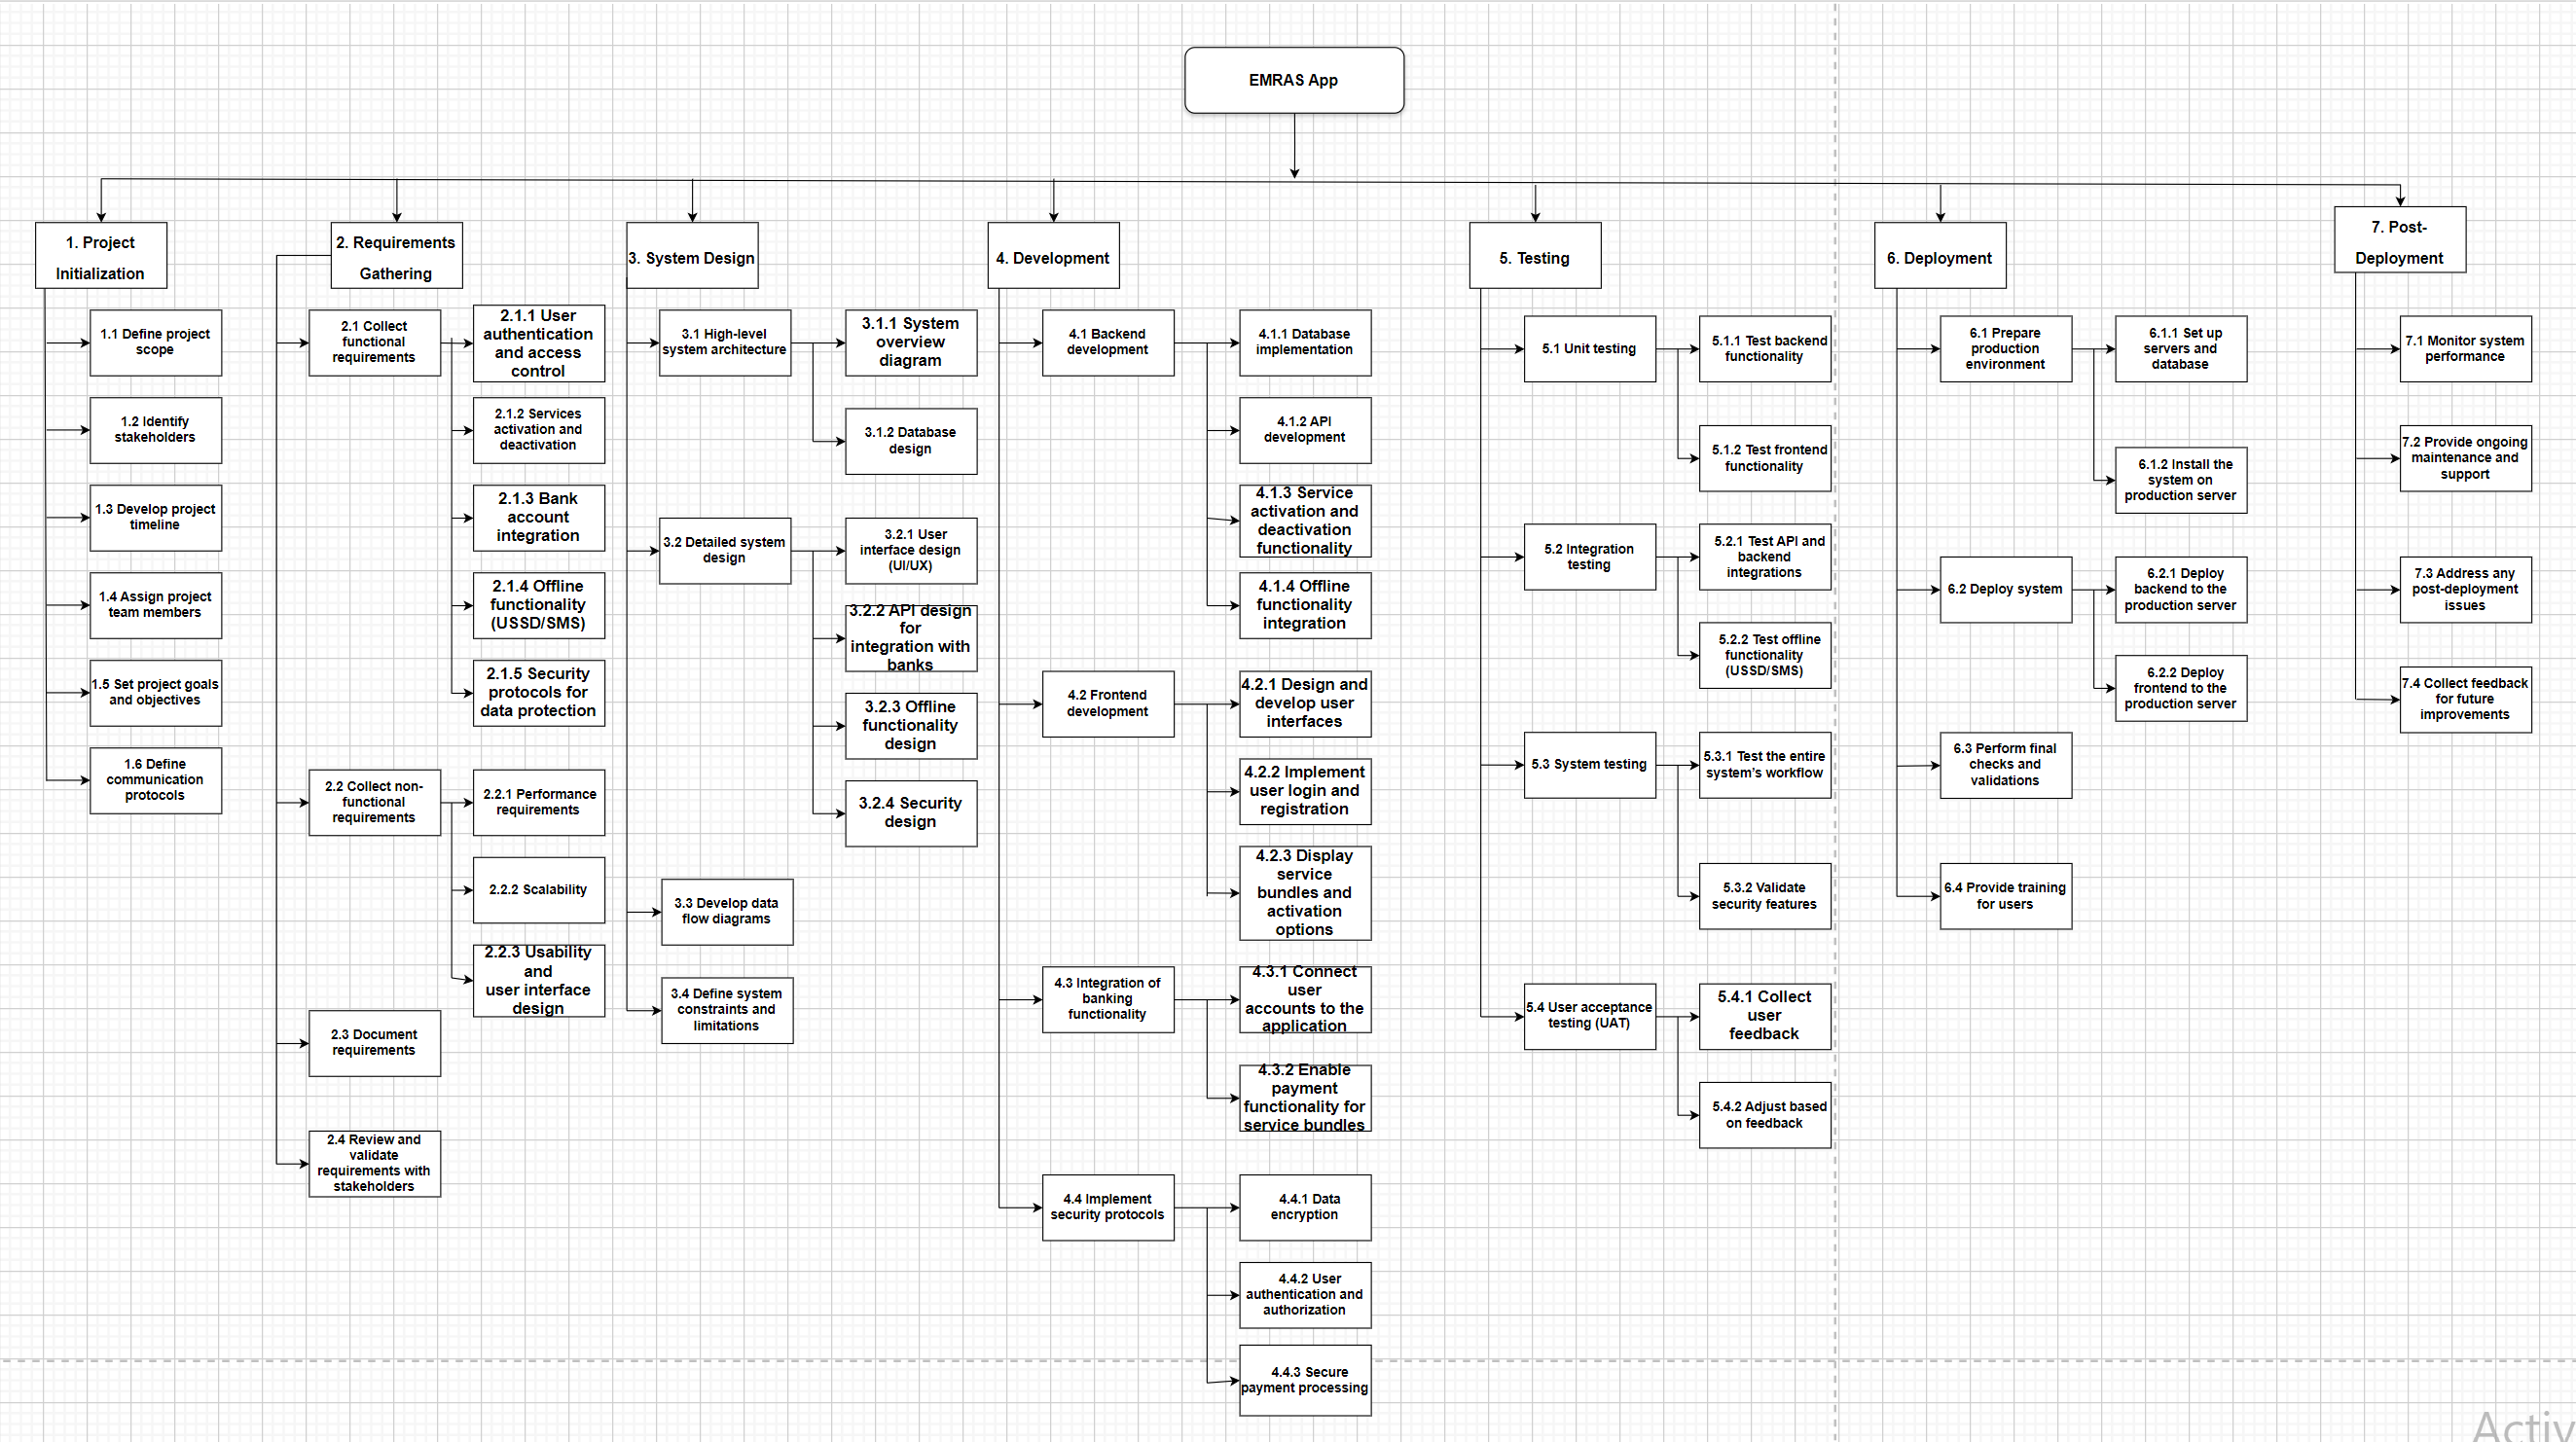 EMRAS App
1. Project
Initialization
1.1 Define project
scope
1.2 Identify
stakeholders
1.3 Develop project
timeline
1.4 Assign project
team members
1.5 Set project goals
and objectives
1.6 Define
communication
protocols
2. Requirements
Gathering
2.1 Collect
functional
requirements
2.1.1 User
authentication
and access
control
2.1.2 Services
activation and
deactivation
2.1.3 Bank
account
integration
2.1.4 Offline
functionality
(USSD/SMS)
2.1.5 Security
protocols for
data protection
2.2 Collect non-
functional
requirements
2.2.1 Performance
requirements
2.2.2 Scalability
2.2.3 Usability
and
user interface
design
2.3 Document
requirements
2.4 Review and
validate
requirements with
stakeholders
3. System Design
3.1 High-level
system architecture
3.1.1 System
overview
diagram
3.1.2 Database
design
3.2 Detailed system
design
3.2.1 User
interface design
(UI/UX)
3.2.2 API design
for
integration with
banks
3.2.3 Offline
functionality
design
3.2.4 Security
design
3.3 Develop data
flow diagrams
3.4 Define system
constraints and
limitations
4. Development
4.1 Backend
development
4.1.1 Database
implementation
4.1.2 API
development
4.1.3 Service
activation and
deactivation
functionality
4.1.4 Offline
functionality
integration
4.2 Frontend
development
4.2.1 Design and
develop user
interfaces
4.2.2 Implement
user login and
registration
4.2.3 Display
service
bundles and
activation
options
4.3 Integration of
banking
functionality
4.3.1 Connect
user
accounts to the
application
4.3.2 Enable
payment
functionality for
service bundles
4.4 Implement
security protocols
4.4.1 Data
encryption
4.4.2 User
authentication and
authorization
4.4.3 Secure
payment processing
5. Testing
5.1 Unit testing
5.1.1 Test backend
functionality
5.1.2 Test frontend
functionality
5.2 Integration
testing
5.2.1 Test API and
backend
integrations
5.2.2 Test offline
functionality
(USSD/SMS)
5.3 System testing
5.3.1 Test the entire
system's workflow
5.3.2 Validate
security features
5.4 User acceptance
testing (UAT)
5.4.1 Collect
user
feedback
5.4.2 Adjust based
on feedback
6. Deployment
6.1 Prepare
production
environment
6.1.1 Set up
servers and
database
6.1.2 Install the
system on
production server
6.2 Deploy system
6.2.1 Deploy
backend to the
production server
6.2.2 Deploy
frontend to the
production server
6.3 Perform final
checks and
validations
6.4 Provide training
for users
7. Post-
Deployment
7.1 Monitor system
performance
7.2 Provide ongoing
maintenance and
support
7.3 Address any
post-deployment
issues
7.4 Collect feedback
for future
improvements
Activ